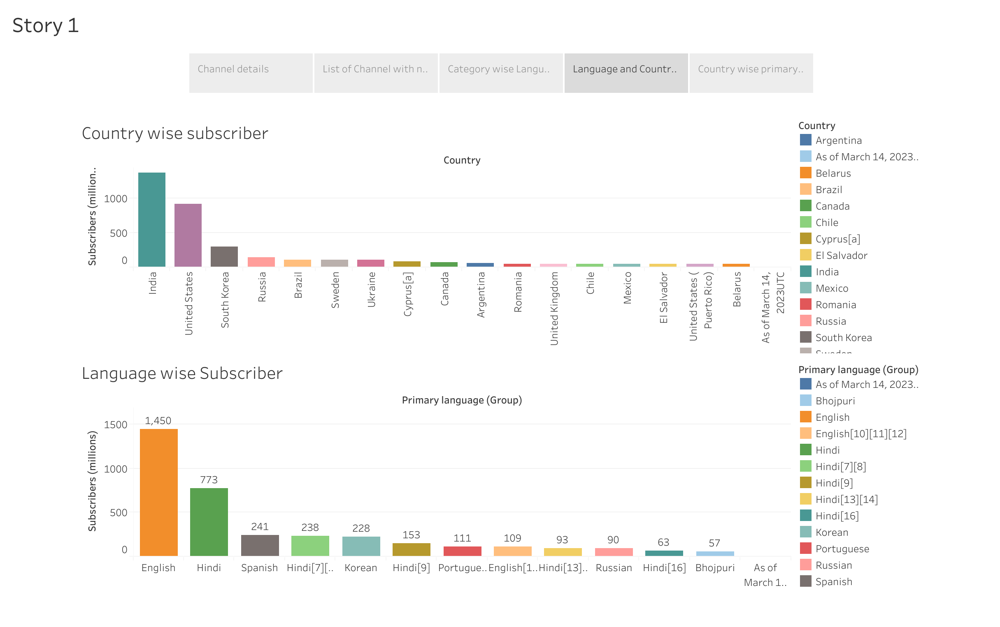 Story 1
Channel details
List of Channel with n..
Category wise Langu..
Language and Countr..
Country wise primary..
Country wise subscriber
Country
Subscribers (million..
1000
500
0
India
United States
South Korea
Russia
Brazil
Sweden
Ukraine
Cyprus[a]
Canada
Argentina
Romania
United Kingdom
Chile
Mexico
El Salvador
United States (
Puerto Rico)
Belarus
As of March 14,
2023UTC
Country
Argentina
As of March 14, 2023..
Belarus
Brazil
Canada
Chile
Cyprus[a]
El Salvador
India
Mexico
Romania
Russia
South Korea
Sweden
Language wise Subscriber
Primary language (Group)
Subscribers (millions)
1500
1000
500
0
1,450
773
241
238
228
153
111
109
93
90
63
57
English
Hindi
Spanish
Hindi[7][..
Korean
Hindi[9]
Portugue..
English[1..
Hindi[13]..
Russian
Hindi[16]
Bhojpuri
As of
March 1..
Primary language (Group)
As of March 14, 2023..
Bhojpuri
English
English[10][11][12]
Hindi
Hindi[7][8]
Hindi[9]
Hindi[13][14]
Hindi[16]
Korean
Portuguese
Russian
Spanish